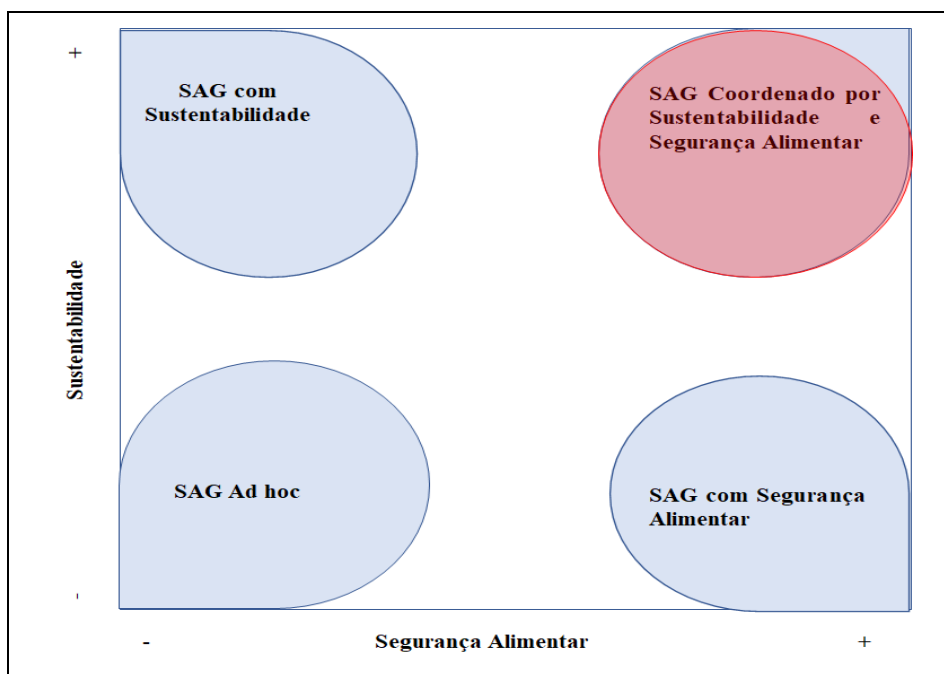 +
SAG com
Sustentabilidade
SAG Coordenado por
Sustentabilidade e
Segurança Alimentar
Sustentabilidade
SAG Ad hoc
SAG com Segurança
Alimentar
-
- Segurança Alimentar +